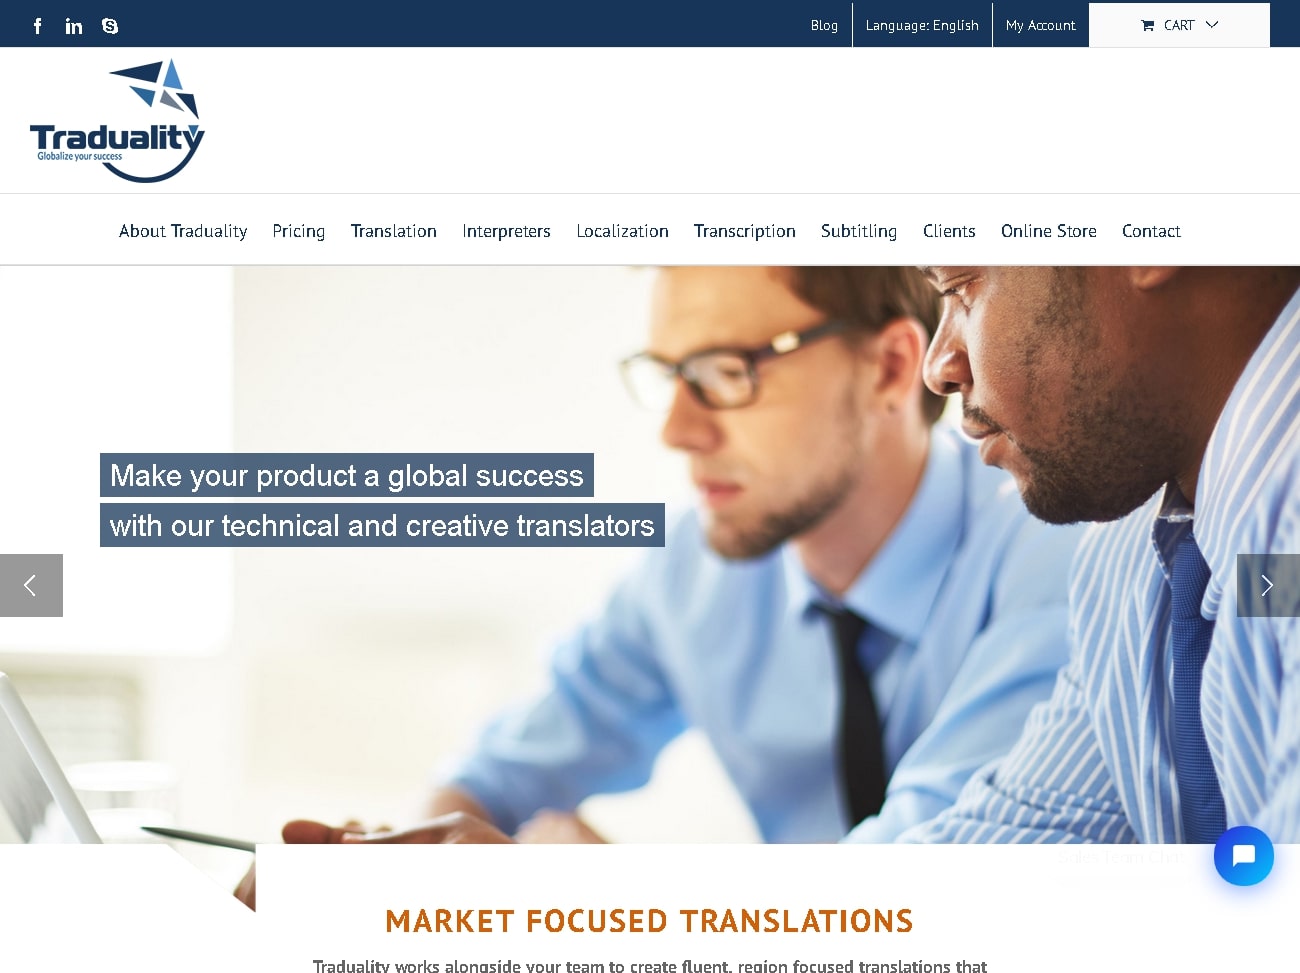 Blog
Language: English
My Account
CART
Traduality
Globalize your success
About Traduality
Pricing
Translation
Interpreters
Localization
Transcription
Subtitling
Clients
Online Store
Contact
Make your product a global success
with our technical and creative translators
MARKET FOCUSED TRANSLATIONS
Traduality works alongside your team to create fluent, region focused translations that